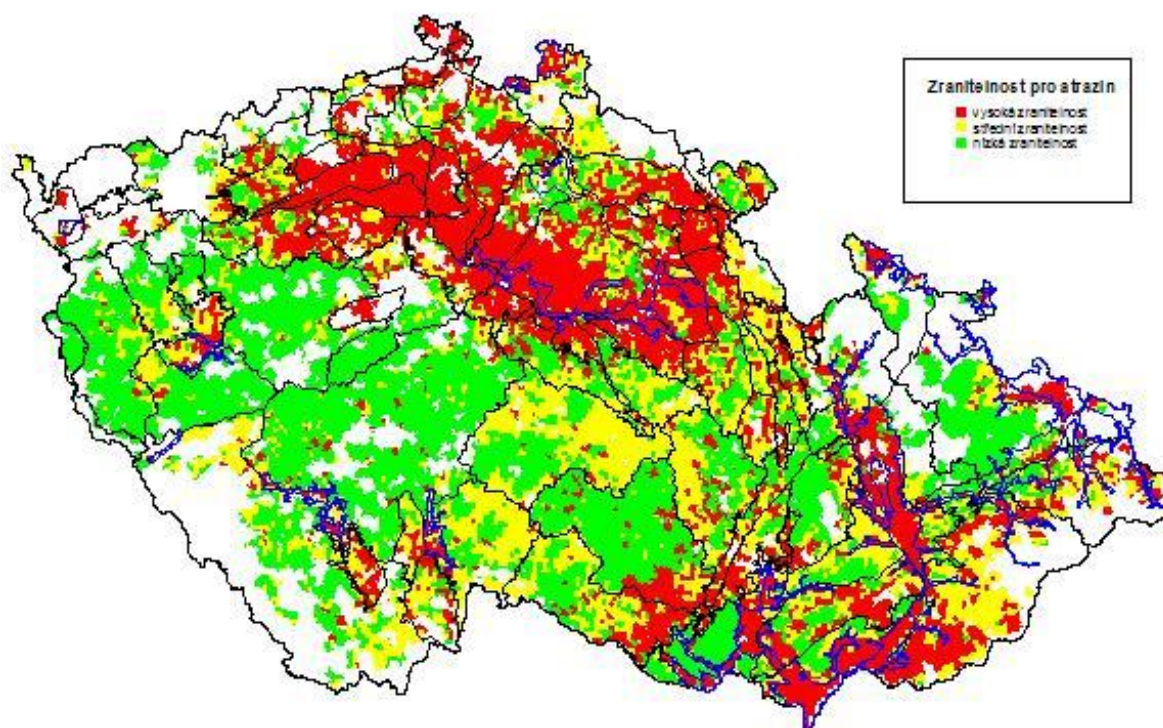 Zranitelnost pro atrazin
vysoká zranitelnost
střední zranitelnost
nízká zranitelnost